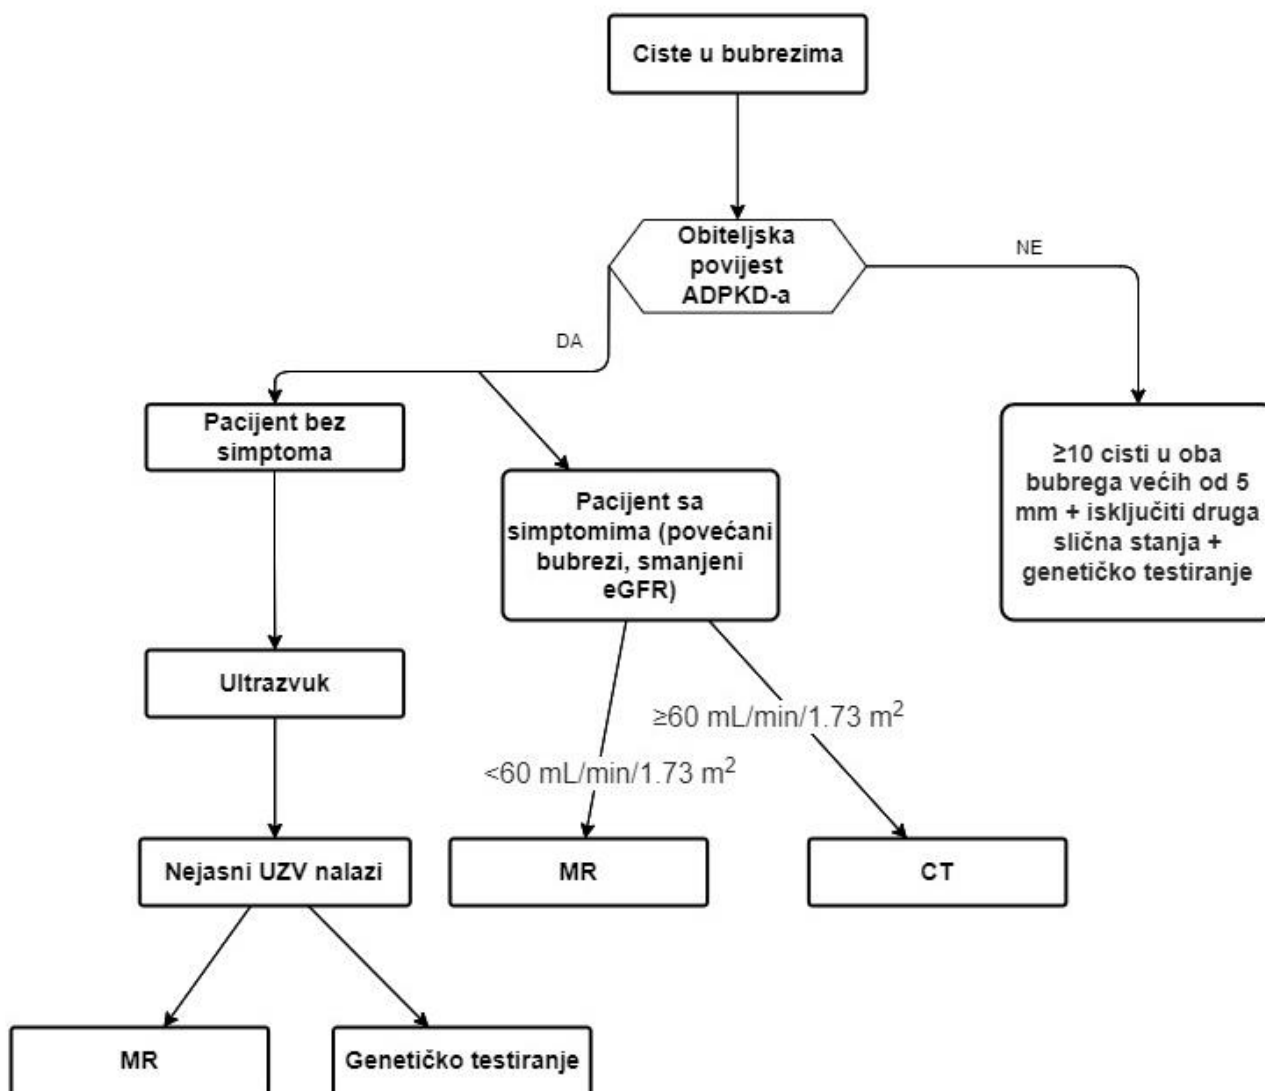 Ciste u bubrezima
Obiteljska
povijest
ADPKD-a
NE
DA
Pacijent bez
simptoma
≥10 cisti u oba
bubrega većih od 5
mm + isključiti druga
slična stanja +
genetičko testiranje
Pacijent sa
simptomima (povećani
bubrezi, smanjeni
eGFR)
Ultrazvuk
≥60 mL/min/1.73 m²
<60 mL/min/1.73 m²
Nejasni UZV nalazi
MR
CT
MR
Genetičko testiranje